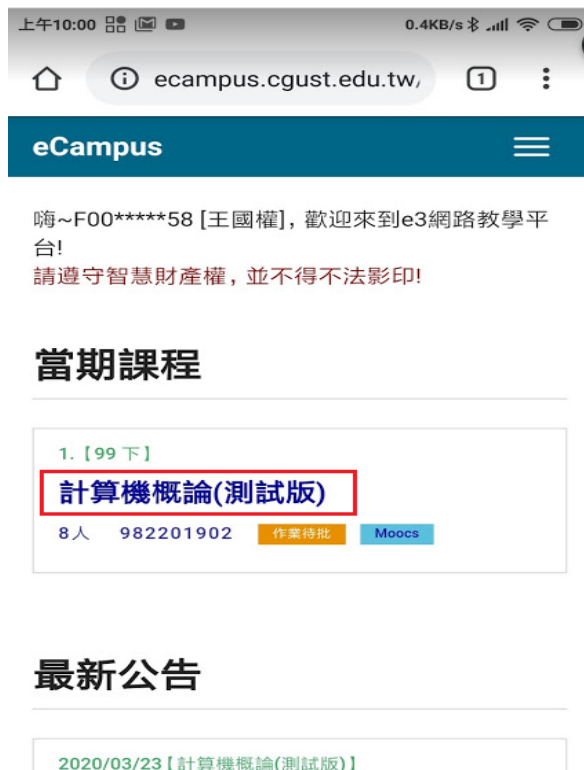 上午10:00
0.4KB/s
ecampus.cgust.edu.tw/
1
eCampus
嗨~F00*****58 [王國權], 歡迎來到e3網路教學平
台!
請遵守智慧財產權, 並不得不法影印!
當期課程
1.【99 下】
計算機概論(測試版)
8人 982201902 作業待批 Moocs
最新公告
2020/03/23【計算機概論(測試版)】